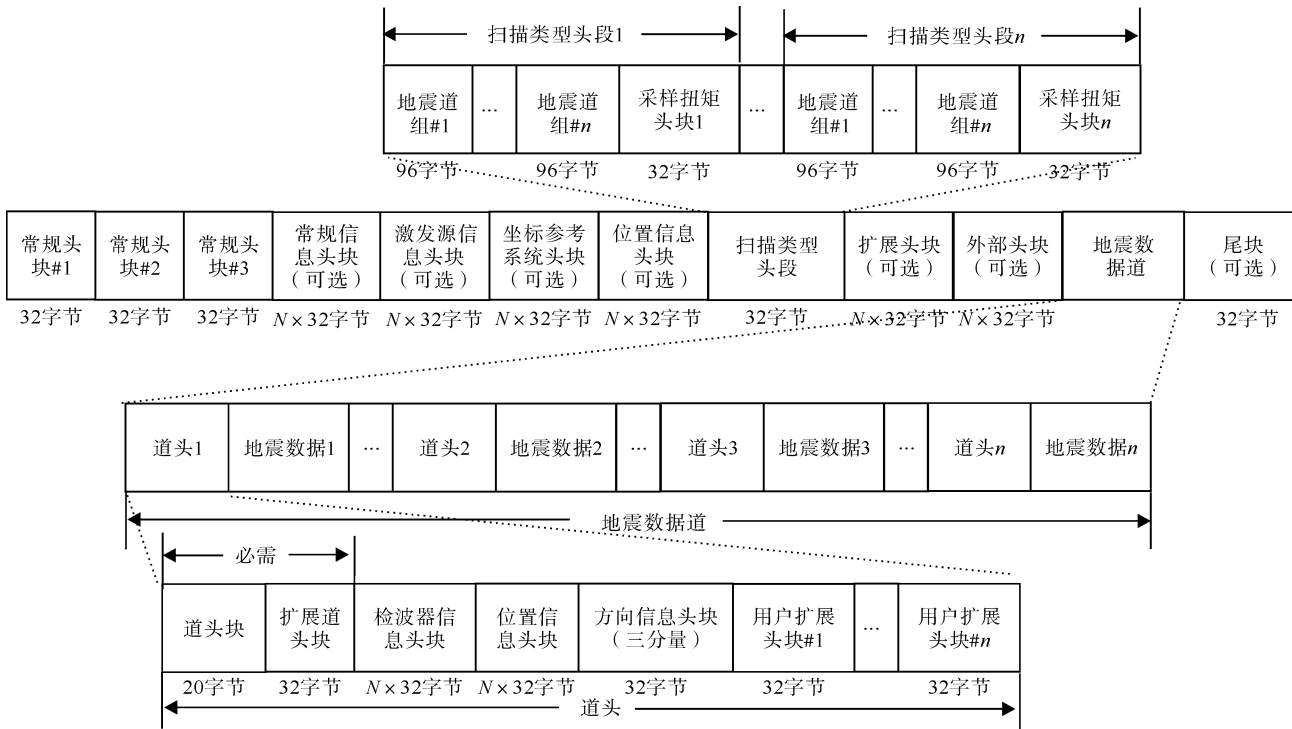 扫描类型头段1
扫描类型头段n
地震道
组#1
...
地震道
组#n
采样扭矩
头块1
...
地震道
组#1
...
地震道
组#n
采样扭矩
头块n
96字节
96字节
32字节
96字节
96字节
32字节
常规头
块#1
常规头
块#2
常规头
块#3
常规信
息头块
（可选）
激发源信
息头块
（可选）
坐标参考
系统头块
（可选）
位置信息
头块
（可选）
扫描类型
头段
扩展头块
（可选）
外部头块
（可选）
地震数
据道
尾块
（可选）
32字节
32字节
32字节
N×32字节
N×32字节
N×32字节
N×32字节
32字节
N×32字节
N×32字节
32字节
道头1
地震数据1
...
道头2
地震数据2
...
道头3
地震数据3
...
道头n
地震数据n
地震数据道
必需
道头块
扩展道
头块
检波器信
息头块
位置信
息头块
方向信息头块
（三分量）
用户扩展
头块#1
...
用户扩展
头块#n
20字节
32字节
N×32字节
N×32字节
32字节
32字节
32字节
道头